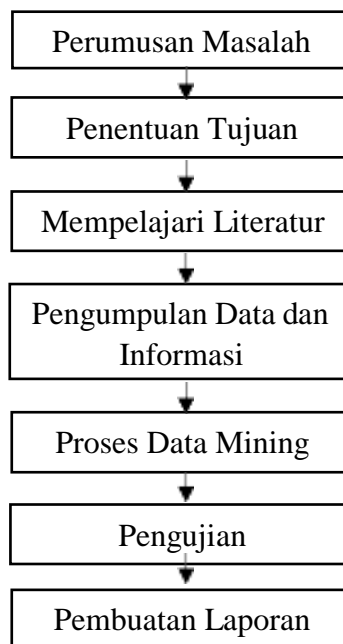 Perumusan Masalah
Penentuan Tujuan
Mempelajari Literatur
Pengumpulan Data dan
Informasi
Proses Data Mining
Pengujian
Pembuatan Laporan